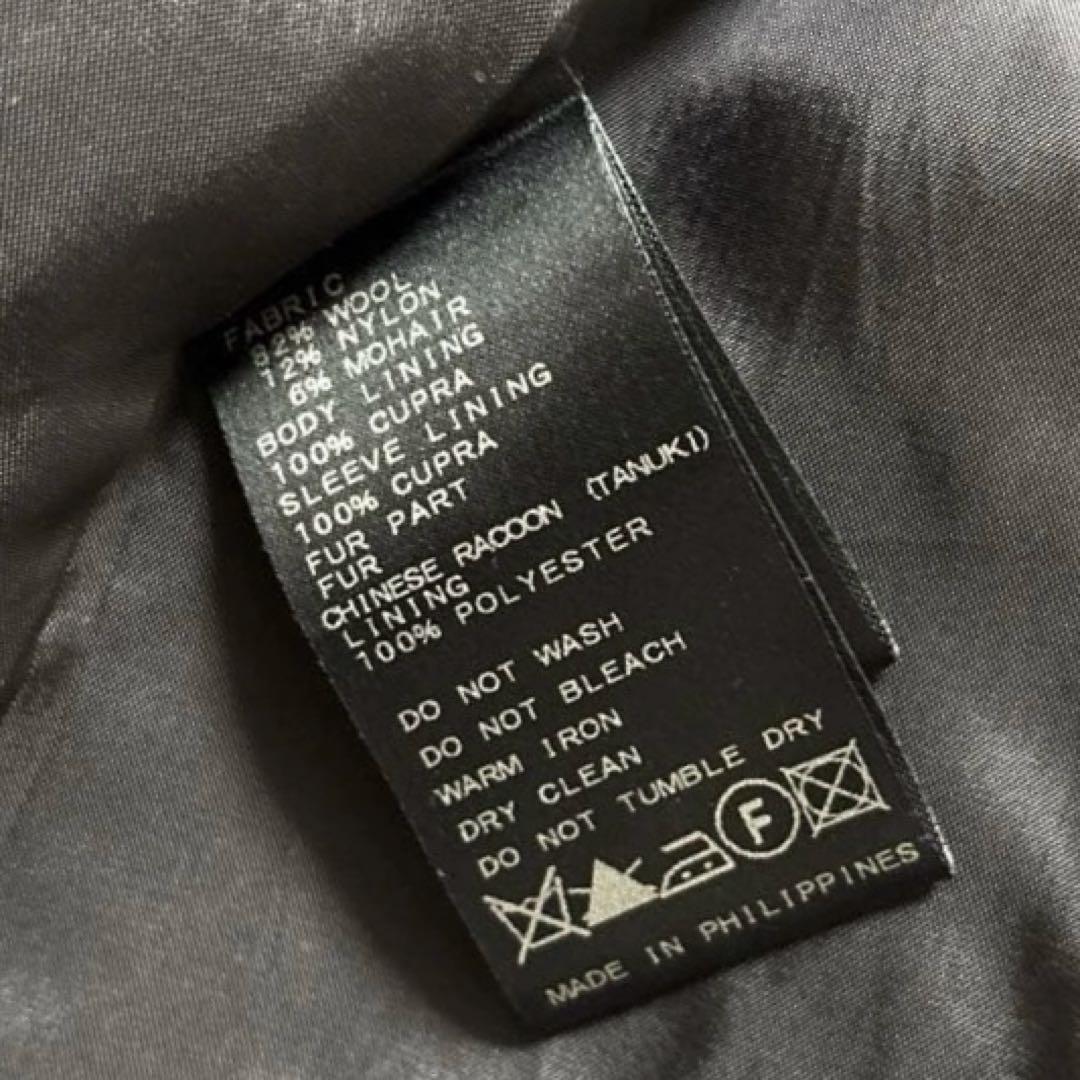 FABRIC
82% WOOL
12% NYLON
6% MOHAIR
BODY LINING
100% CUPRA
SLEEVE LINING
100% CUPRA
FUR PART
FUR
CHINESE RACOON (TANUKI)
LINING
100% POLYESTER
DO NOT WASH
DO NOT BLEACH
WARM IRON
DRY CLEAN
DO NOT TUMBLE DRY
F
MADE IN PHILIPPINES